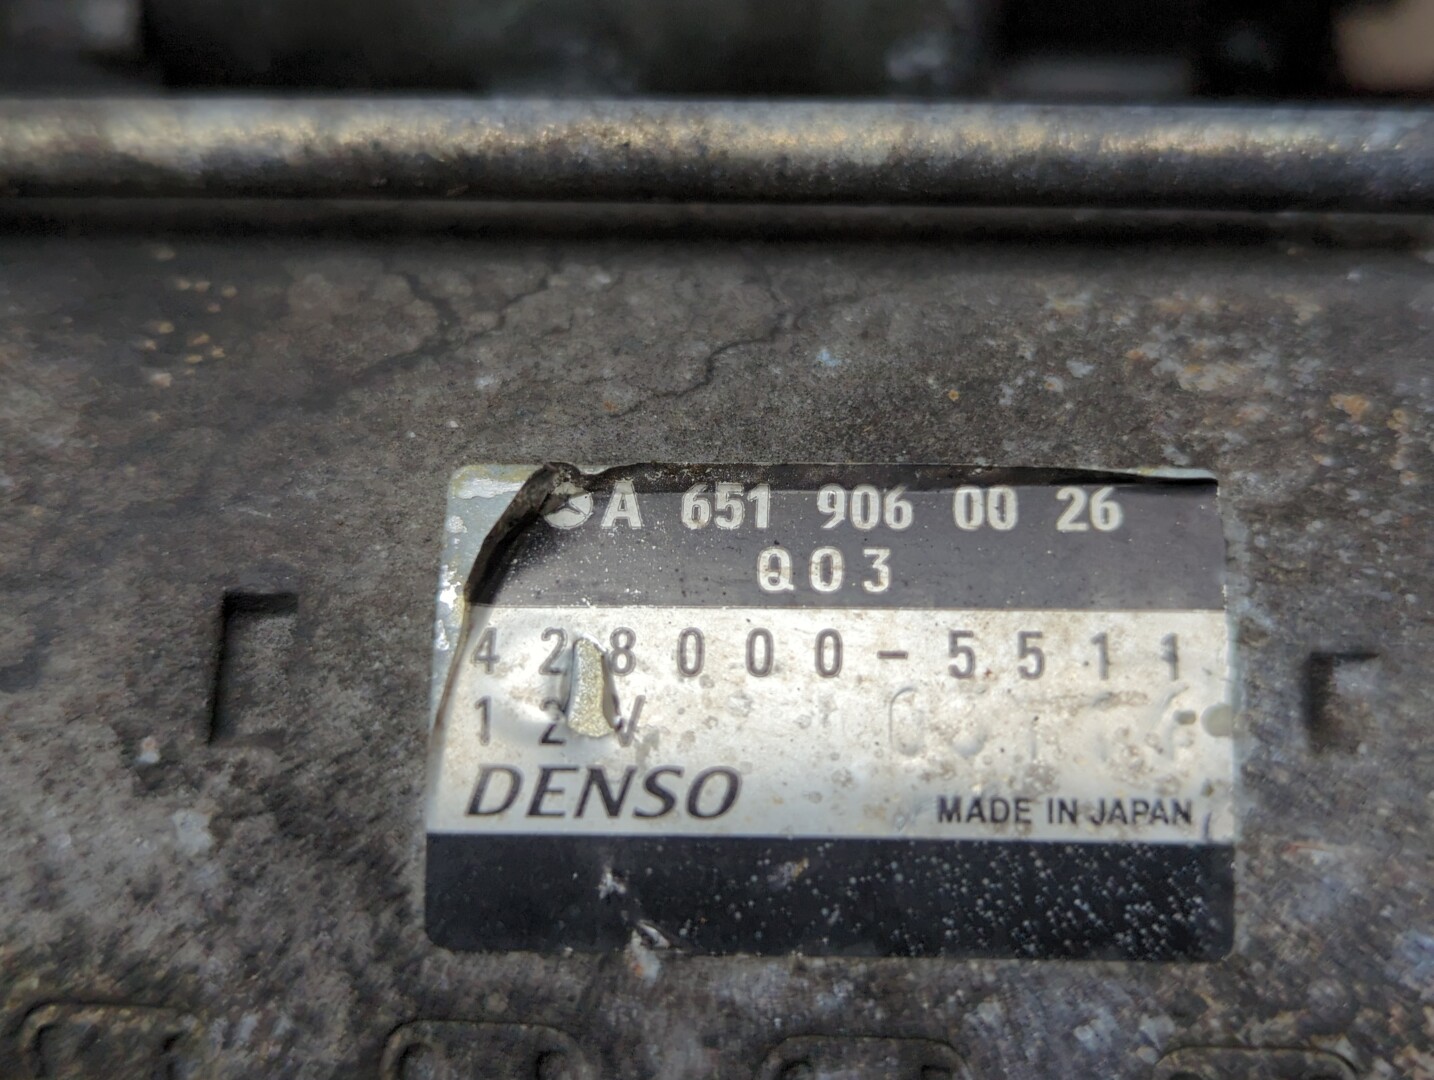 A 651 906 00 26
Q03
428000-5511
12V
DENSO
MADE IN JAPAN